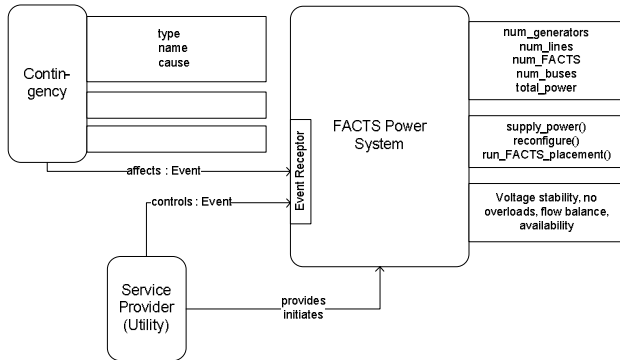 type
name
cause
Contin-
gency
FACTS Power
System
Event Receptor
num_generators
num_lines
num_FACTS
num_buses
total_power
supply_power()
reconfigure()
run_FACTS_placement()
Voltage stability, no
overloads, flow balance,
availability
affects : Event
controls : Event
Service
Provider
(Utility)
provides
initiates